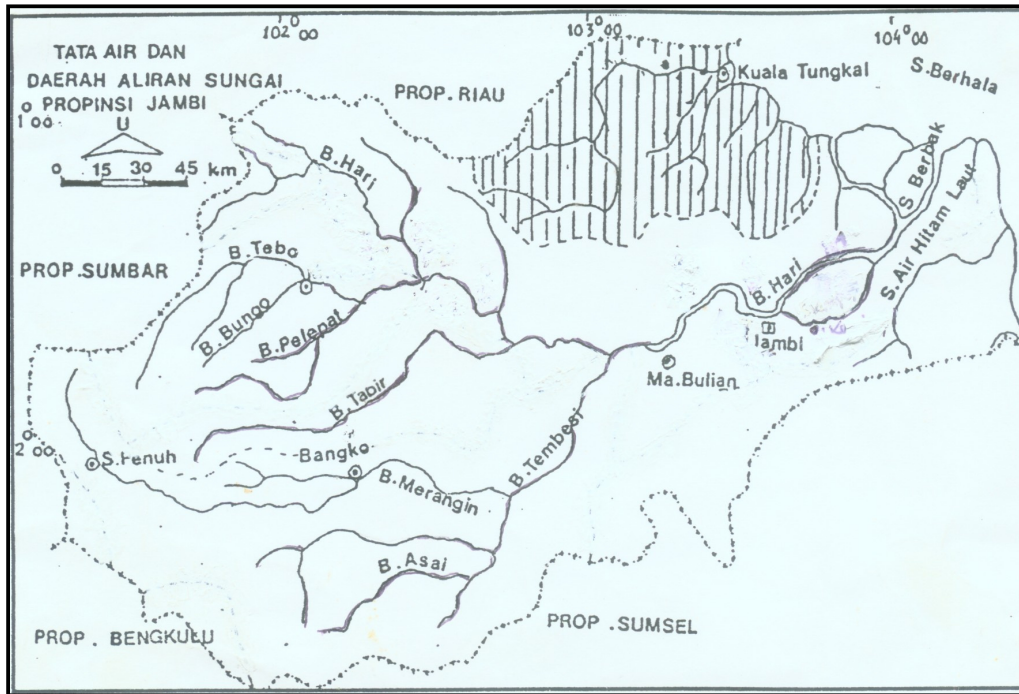 102°00
103°00
104°00
TATA AIR DAN
DAERAH ALIRAN SUNGAI
PROPINSI JAMBI
1°00
U
0 15 30 45 km
PROP. RIAU
Kuala Tungkal
S.Berhala
B.Hari
S Berbak
S.Air Hitam Laut
PROP.SUMBAR
B.Tebo
B.Bungo
B.Pelepat
B.Hari
Jambi
Ma.Bulian
B.Tabir
2°00
S.Penuh
Bangko
B.Merangin
B.Tembesi
B.Asai
PROP. BENGKULU
PROP.SUMSEL